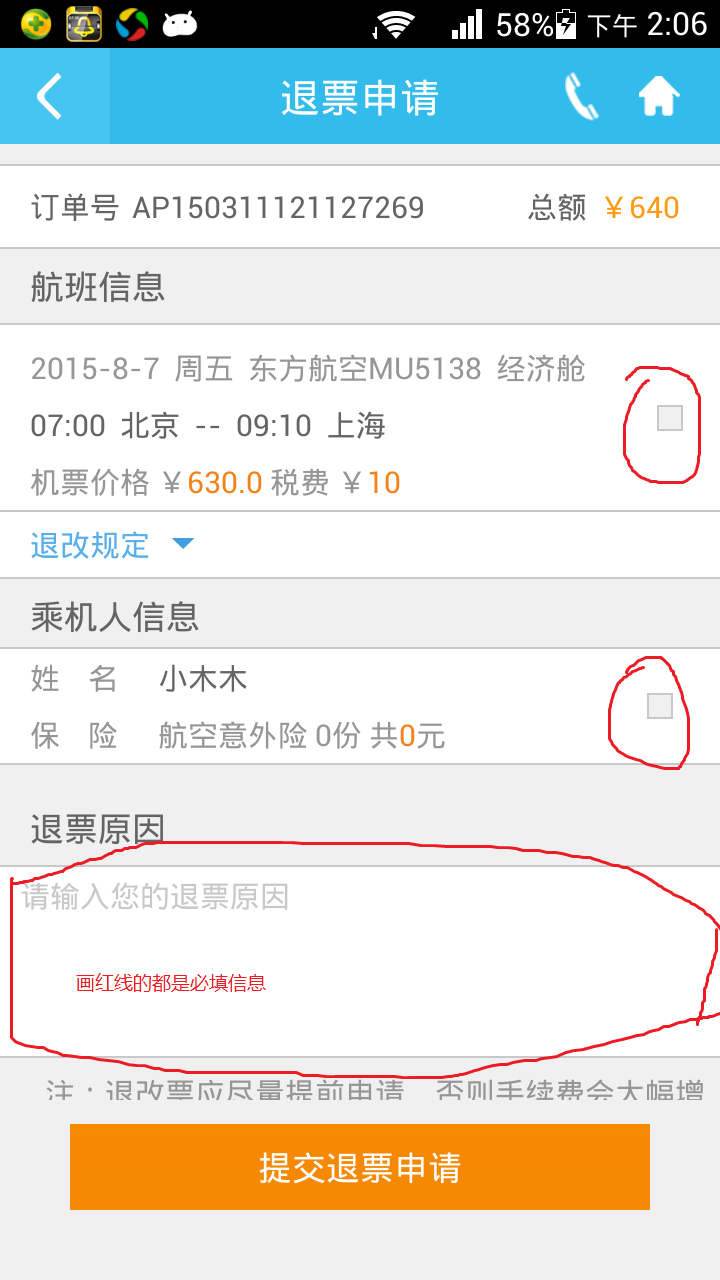 58% 下午 2:06
退票申请
订单号 AP150311121127269 总额 ￥640
航班信息
2015-8-7 周五 东方航空MU5138 经济舱
07:00 北京 -- 09:10 上海
机票价格 ￥630.0 税费 ￥10
退改规定
乘机人信息
姓 名 小木木
保 险 航空意外险 0份 共0元
退票原因
请输入您的退票原因
画红线的都是必填信息
注：退改票应尽量提前申请 否则手续费会大幅增
提交退票申请